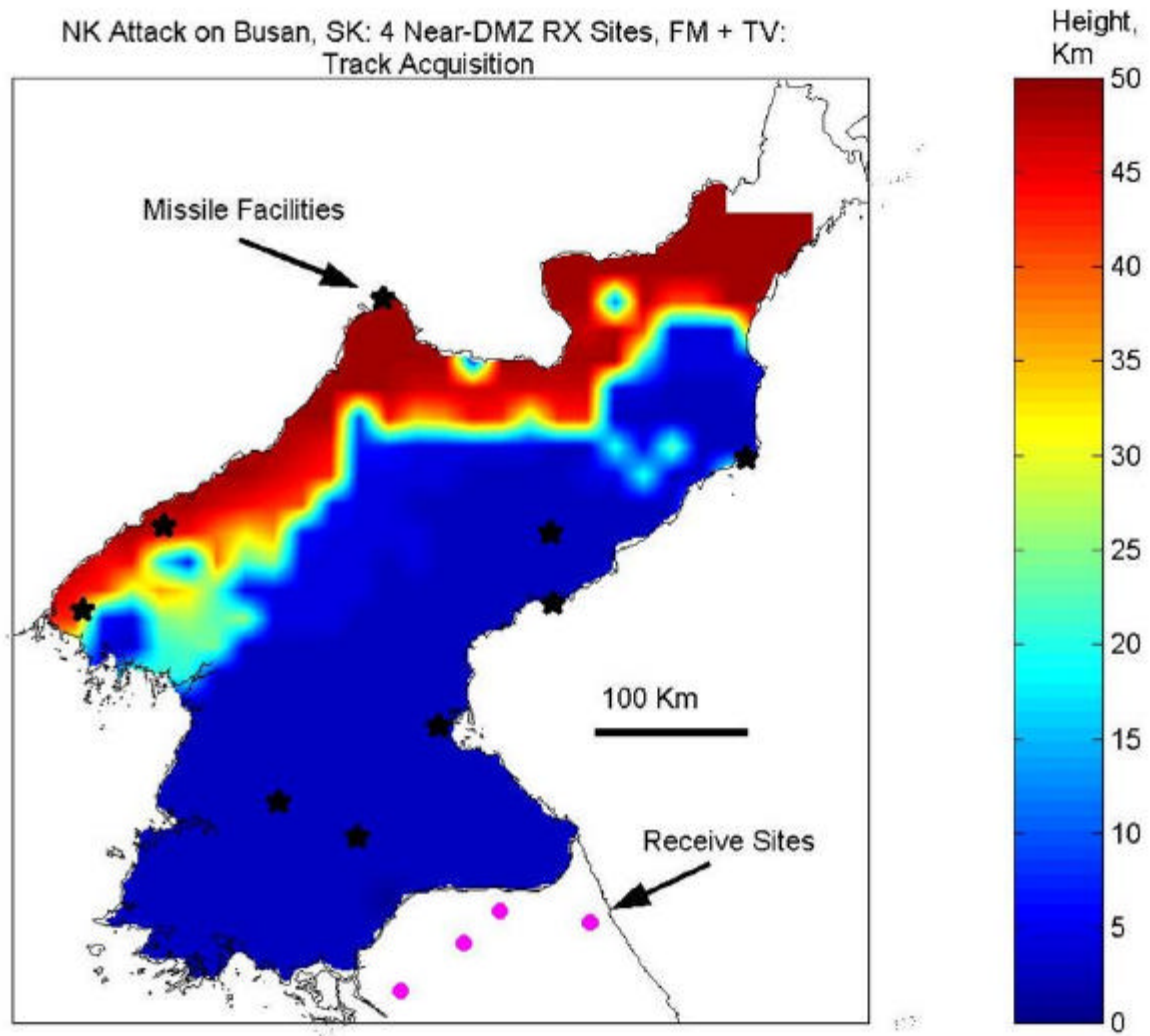 NK Attack on Busan, SK: 4 Near-DMZ RX Sites, FM + TV:
Track Acquisition
Height,
Km
Missile Facilities
100 Km
Receive Sites
50
45
40
35
30
25
20
15
10
5
0